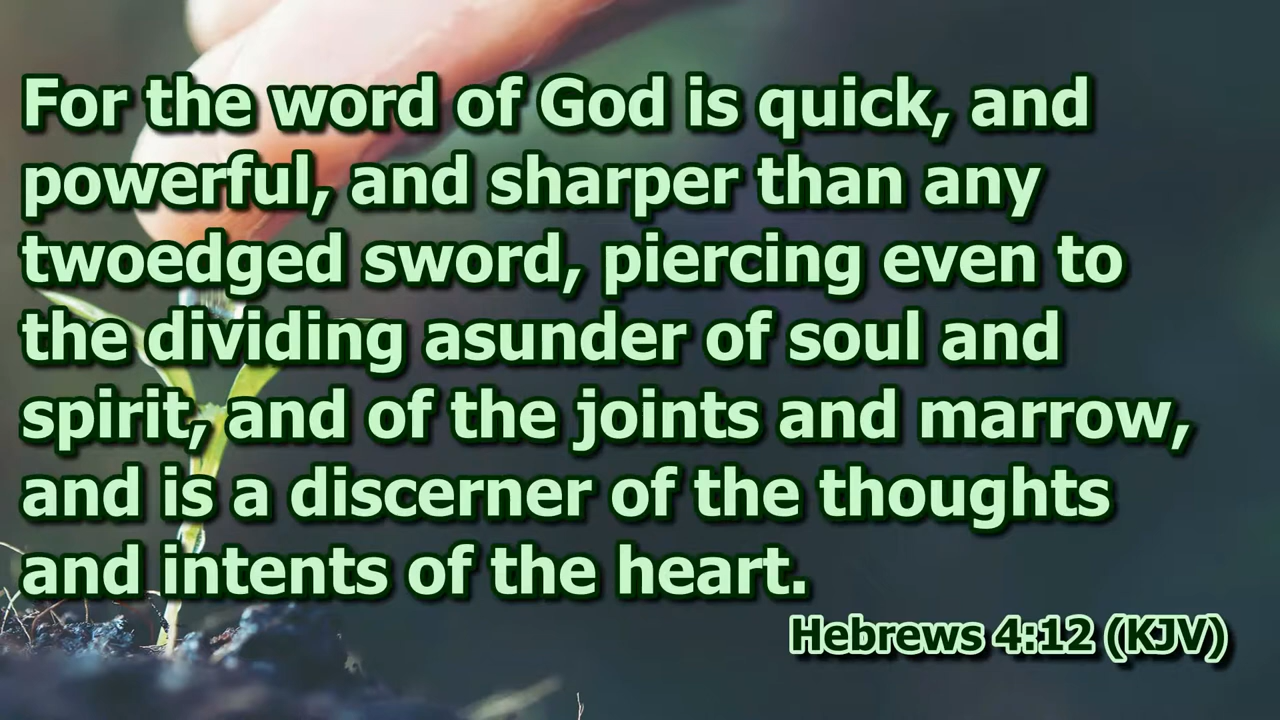 For the word of God is quick, and
powerful, and sharper than any
twoedged sword, piercing even to
the dividing asunder of soul and
spirit, and of the joints and marrow,
and is a discerner of the thoughts
and intents of the heart.
Hebrews 4:12 (KJV)